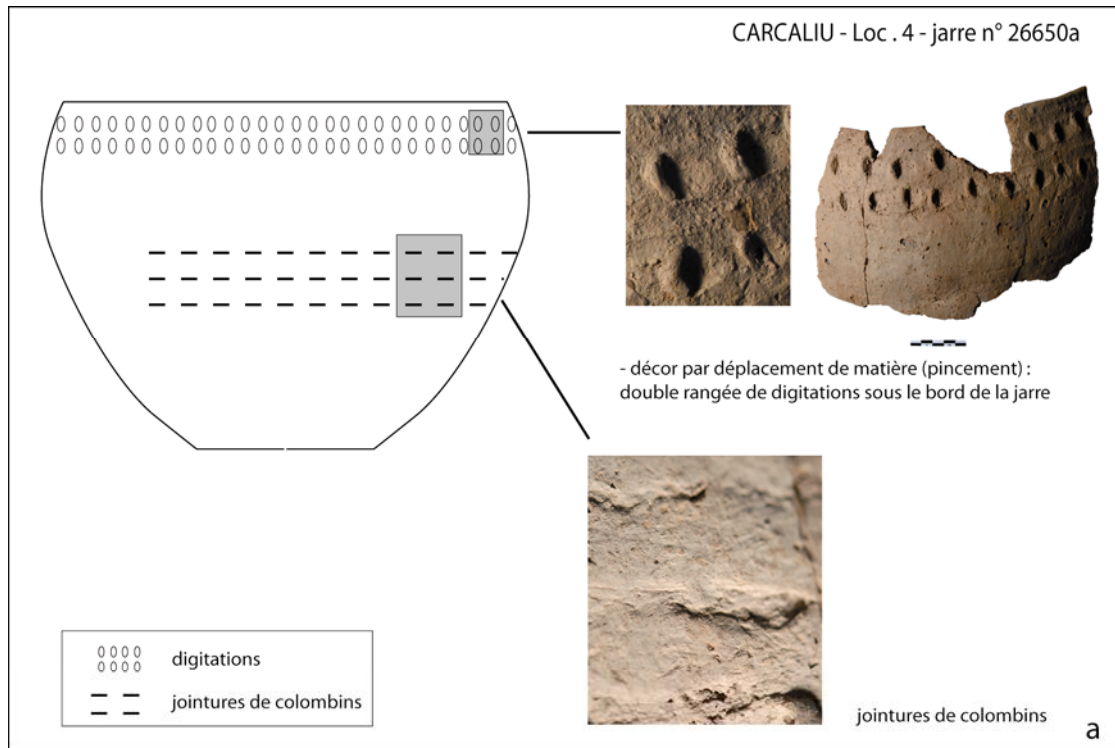 CARCALIU - Loc . 4 - jarre n° 26650a
- décor par déplacement de matière (pincement) :
double rangée de digitations sous le bord de la jarre
digitations
jointures de colombins
jointures de colombins
a